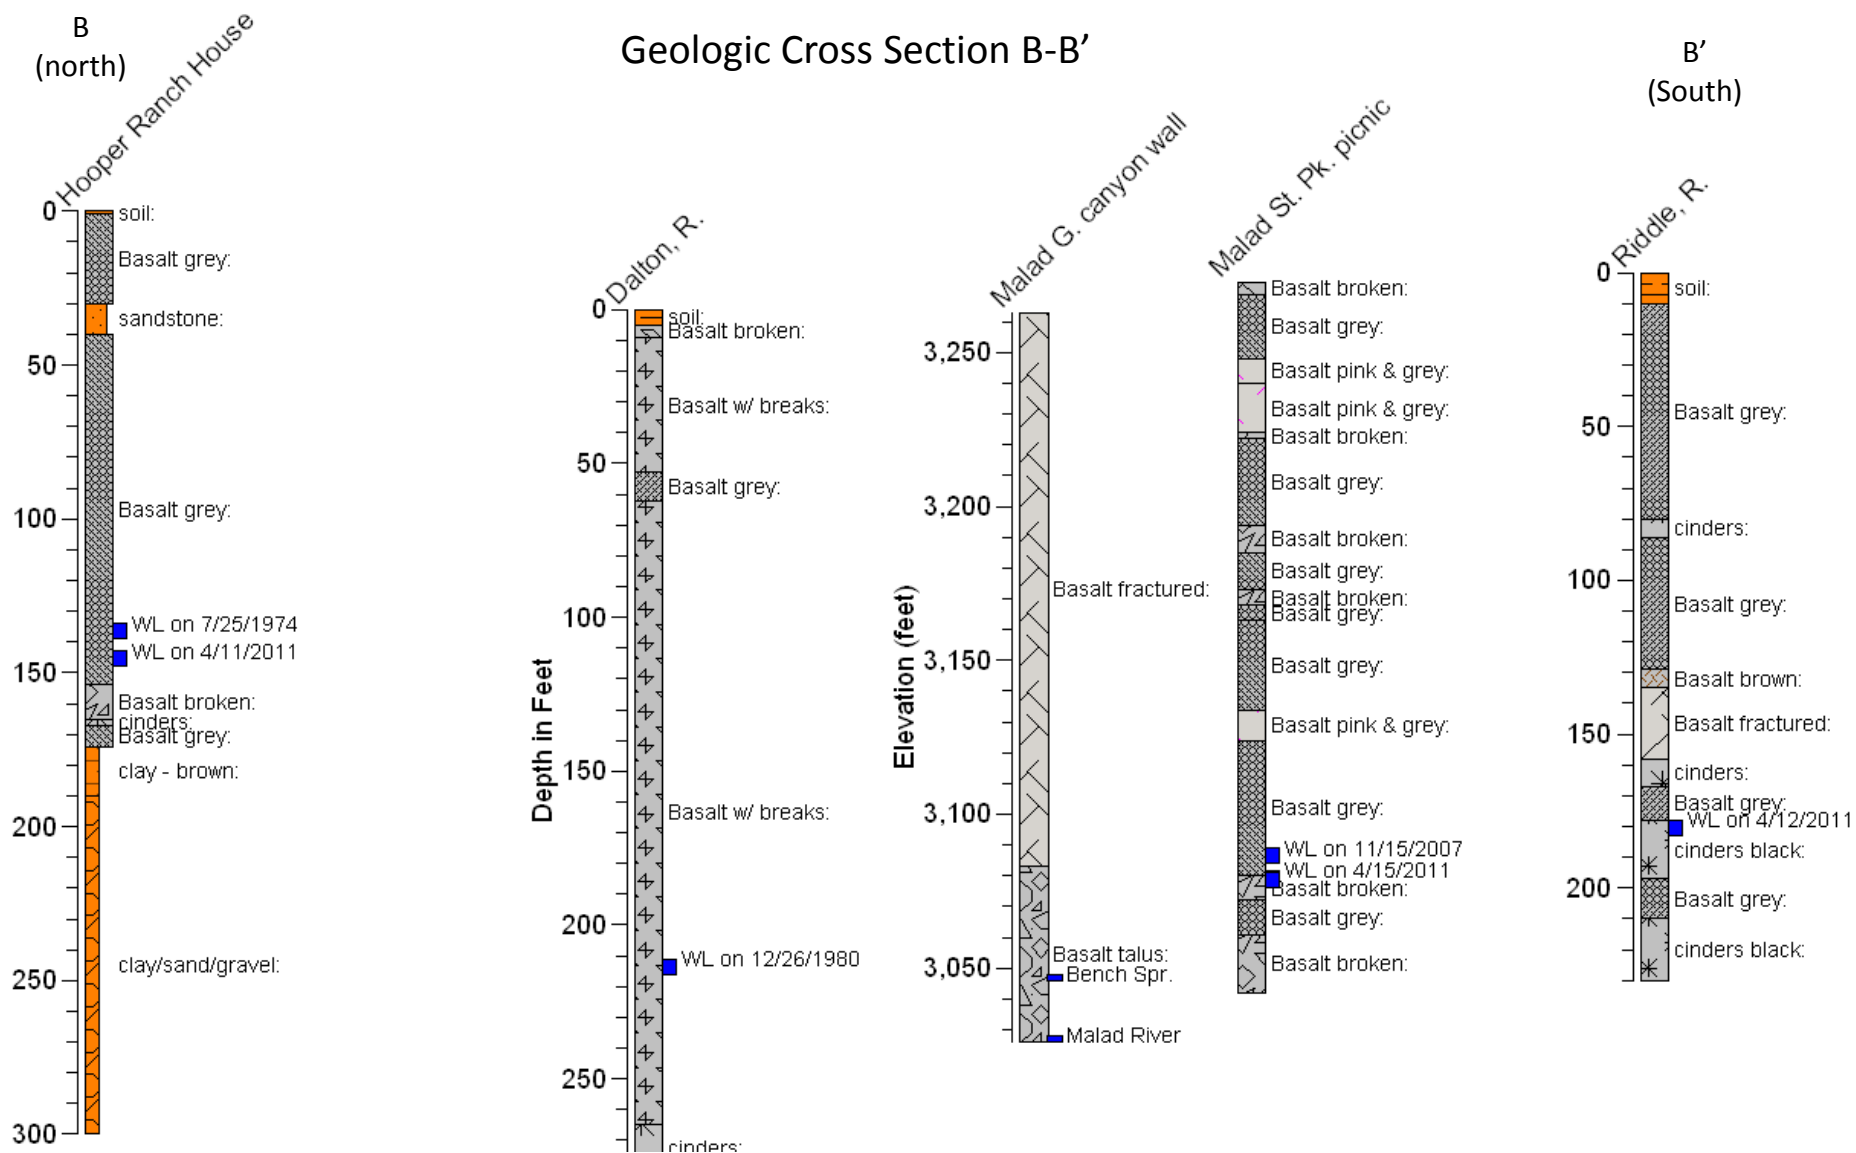 B
(north)
Geologic Cross Section B-B’
B’
(South)
Hooper Ranch House
0
50
100
150
200
250
300
soil:
Basalt grey:
sandstone:
Basalt grey:
WL on 7/25/1974
WL on 4/11/2011
Basalt broken:
cinders:
Basalt grey:
clay - brown:
clay/sand/gravel:
Dalton, R.
Depth in Feet
0
50
100
150
200
250
soil:
Basalt broken:
Basalt w/ breaks:
Basalt grey:
Basalt w/ breaks:
WL on 12/26/1980
cinders:
Malad G. canyon wall
Elevation (feet)
3,250
3,200
3,150
3,100
3,050
Basalt fractured:
Basalt talus:
Bench Spr.
Malad River
Malad St. Pk. picnic
Basalt broken:
Basalt grey:
Basalt pink & grey:
Basalt pink & grey:
Basalt broken:
Basalt grey:
Basalt broken:
Basalt grey:
Basalt broken:
Basalt grey:
Basalt grey:
Basalt pink & grey:
Basalt grey:
WL on 11/15/2007
WL on 4/15/2011
Basalt broken:
Basalt grey:
Basalt broken:
Riddle, R.
0
50
100
150
200
soil:
Basalt grey:
cinders:
Basalt grey:
Basalt brown:
Basalt fractured:
cinders:
Basalt grey:
WL on 4/12/2011
cinders black:
Basalt grey:
cinders black: